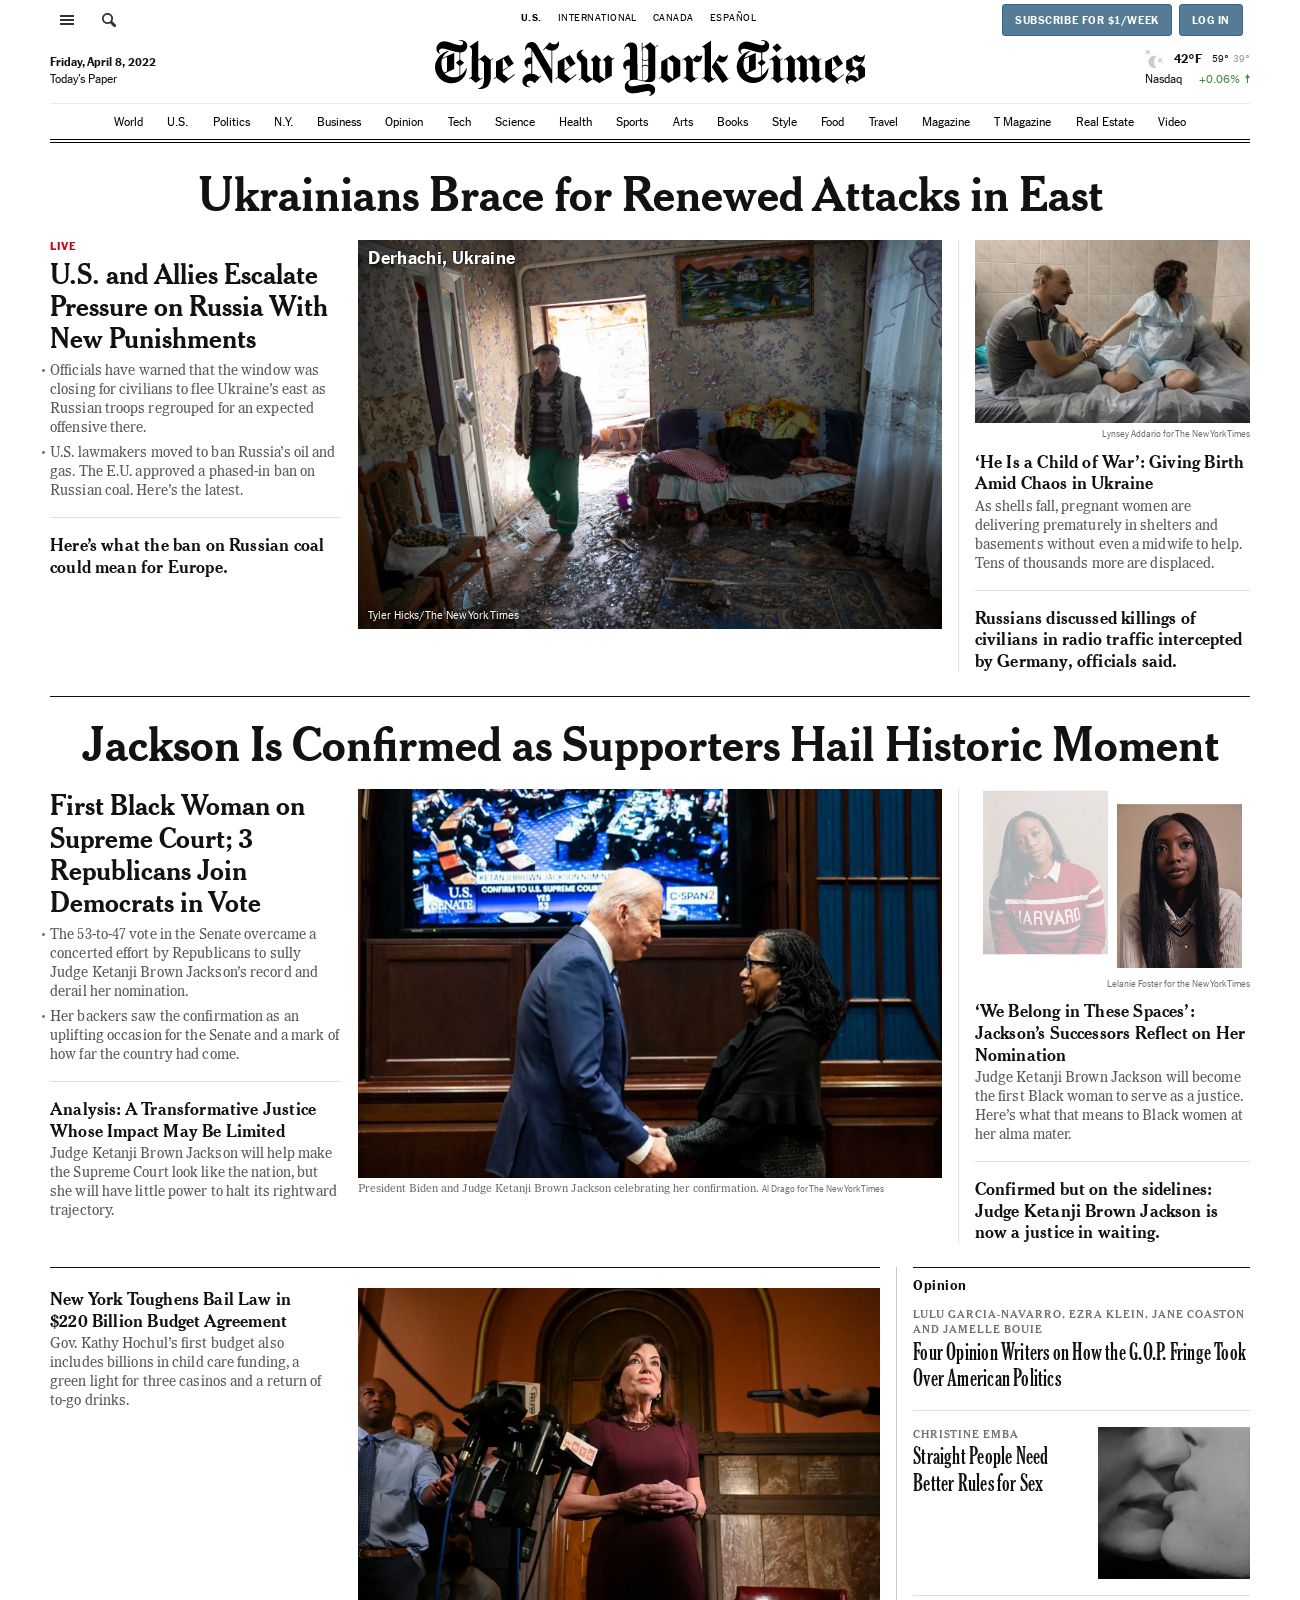 U.S. INTERNATIONAL CANADA ESPAÑOL
SUBSCRIBE FOR $1/WEEK
LOG IN
Friday, April 8, 2022
Today's Paper
The New York Times
42°F 59° 39°
Nasdaq +0.06% ↑
World U.S. Politics N.Y. Business Opinion Tech Science Health Sports Arts Books Style Food Travel Magazine T Magazine Real Estate Video
Ukrainians Brace for Renewed Attacks in East
LIVE
U.S. and Allies Escalate
Pressure on Russia With
New Punishments
• Officials have warned that the window was
closing for civilians to flee Ukraine's east as
Russian troops regrouped for an expected
offensive there.
• U.S. lawmakers moved to ban Russia's oil and
gas. The E.U. approved a phased-in ban on
Russian coal. Here's the latest.
Here's what the ban on Russian coal
could mean for Europe.
Derhachi, Ukraine
Tyler Hicks/The New York Times
Lynsey Addario for The New York Times
‘He Is a Child of War’: Giving Birth
Amid Chaos in Ukraine
As shells fall, pregnant women are
delivering prematurely in shelters and
basements without even a midwife to help.
Tens of thousands more are displaced.
Russians discussed killings of
civilians in radio traffic intercepted
by Germany, officials said.
Jackson Is Confirmed as Supporters Hail Historic Moment
First Black Woman on
Supreme Court; 3
Republicans Join
Democrats in Vote
• The 53-to-47 vote in the Senate overcame a
concerted effort by Republicans to sully
Judge Ketanji Brown Jackson's record and
derail her nomination.
• Her backers saw the confirmation as an
uplifting occasion for the Senate and a mark of
how far the country had come.
Analysis: A Transformative Justice
Whose Impact May Be Limited
Judge Ketanji Brown Jackson will help make
the Supreme Court look like the nation, but
she will have little power to halt its rightward
trajectory.
KETANJI BROWN JACKSON NOMIN
CONFIRM TO U.S. SUPREME COURT
YES
53
U.S.
SENATE
C-SPAN2
President Biden and Judge Ketanji Brown Jackson celebrating her confirmation. Al Drago for The New York Times
HARVARD
Lelanie Foster for the New York Times
‘We Belong in These Spaces’:
Jackson's Successors Reflect on Her
Nomination
Judge Ketanji Brown Jackson will become
the first Black woman to serve as a justice.
Here's what that means to Black women at
her alma mater.
Confirmed but on the sidelines:
Judge Ketanji Brown Jackson is
now a justice in waiting.
New York Toughens Bail Law in
$220 Billion Budget Agreement
Gov. Kathy Hochul's first budget also
includes billions in child care funding, a
green light for three casinos and a return of
to-go drinks.
Opinion
LULU GARCIA-NAVARRO, EZRA KLEIN, JANE COASTON
AND JAMELLE BOUIE
Four Opinion Writers on How the G.O.P. Fringe Took
Over American Politics
CHRISTINE EMBA
Straight People Need
Better Rules for Sex